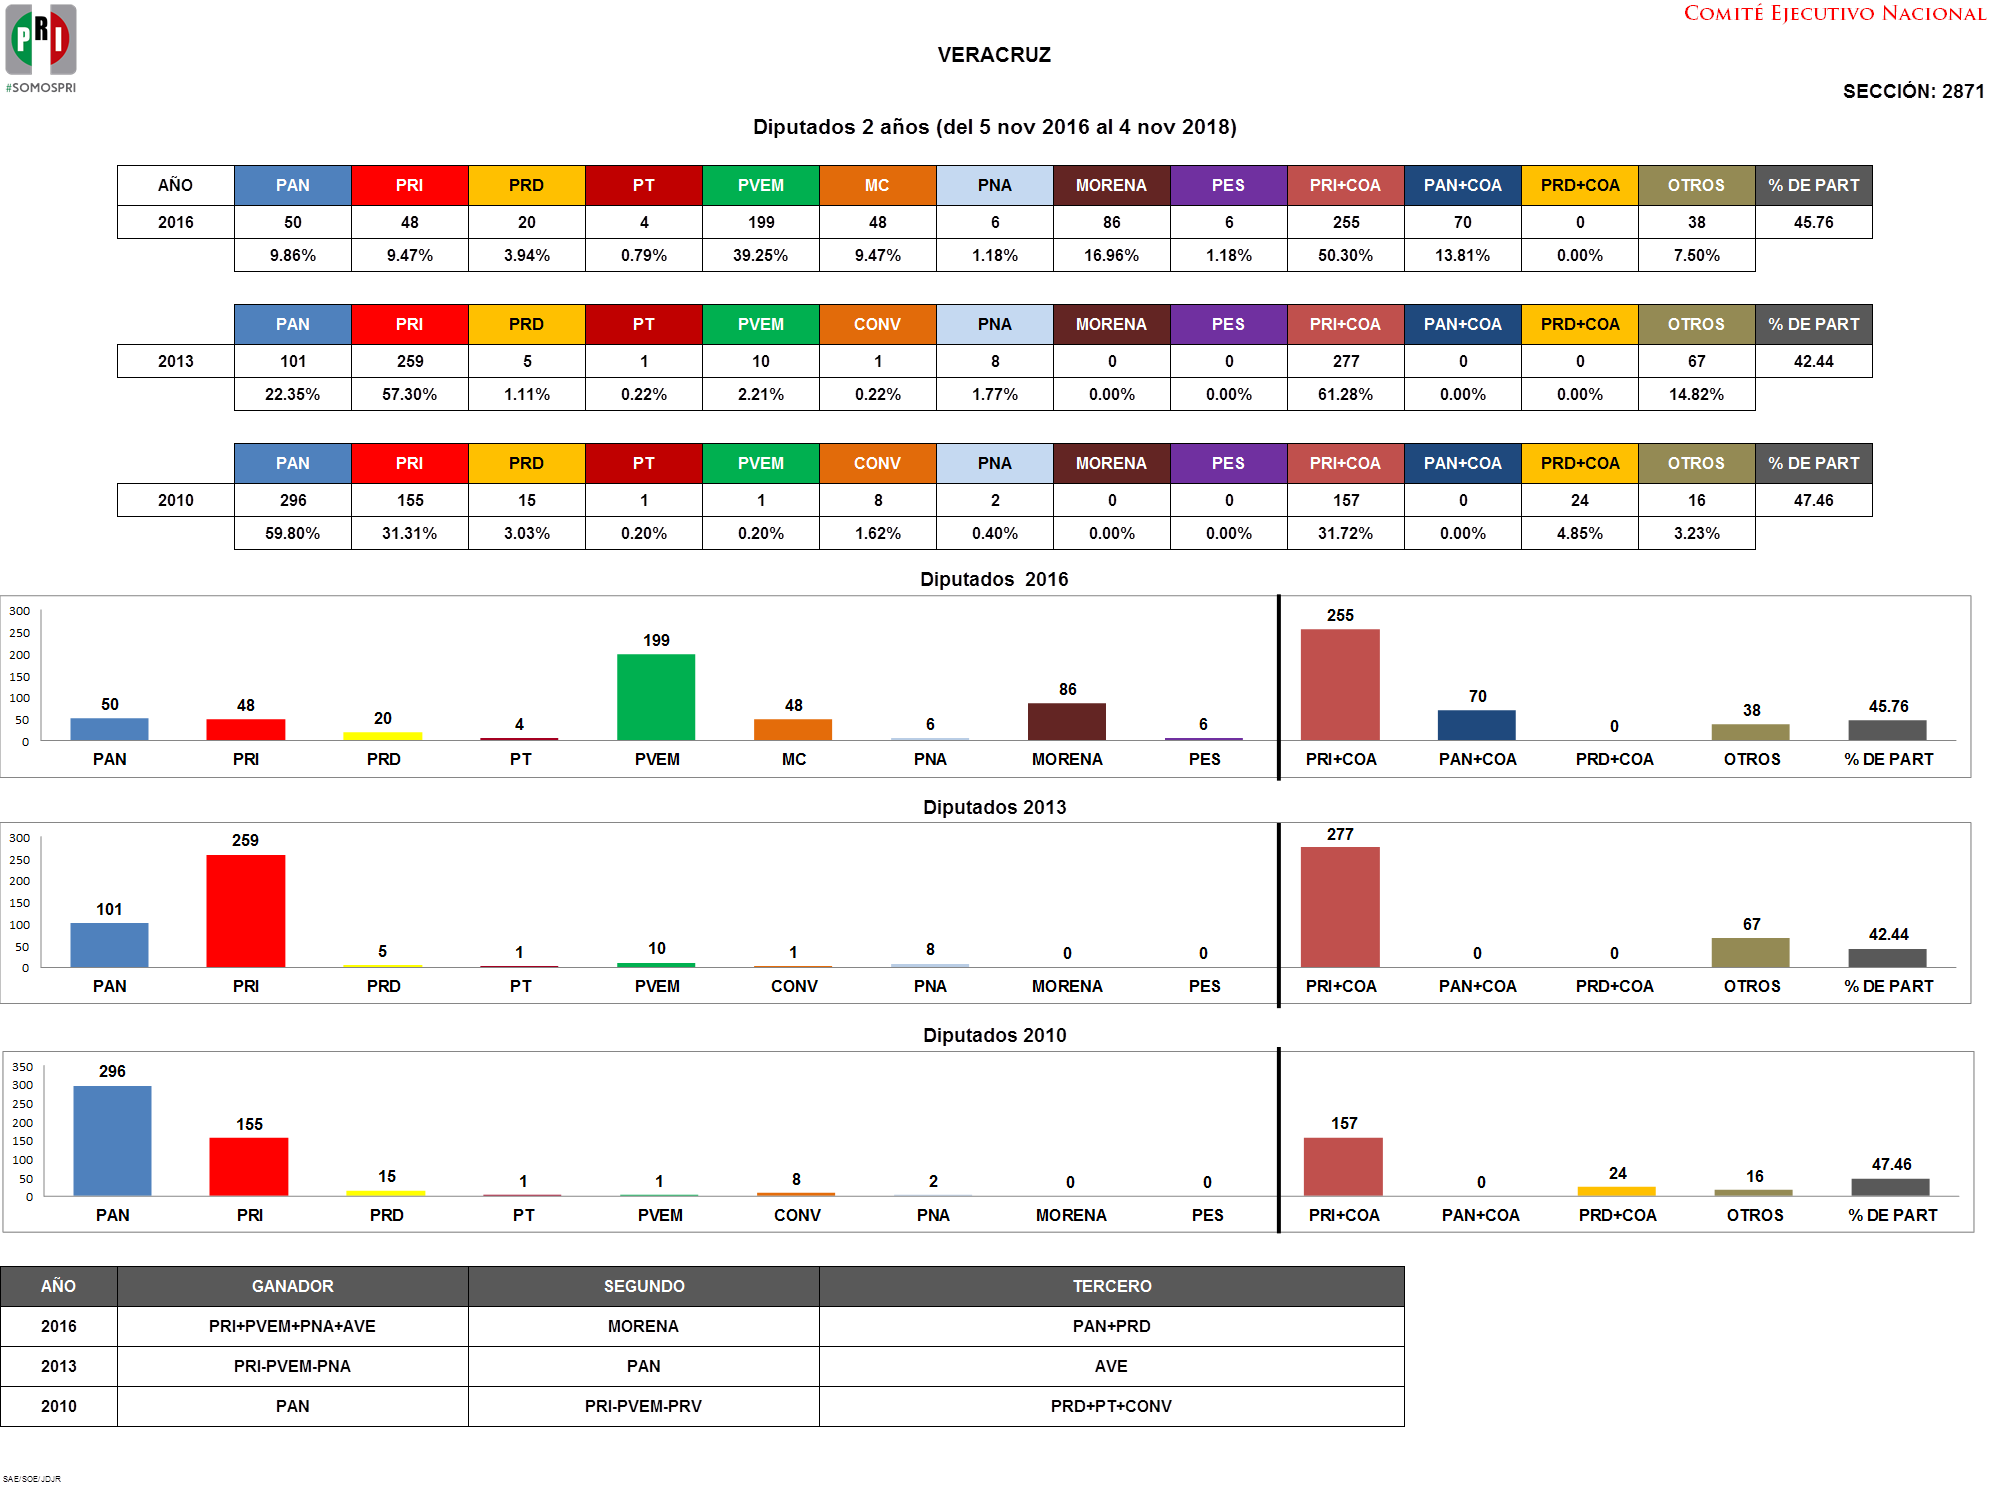 COMITÉ EJECUTIVO NACIONAL
PRI
#SOMOSPRI
VERACRUZ
SECCIÓN: 2871
Diputados 2 años (del 5 nov 2016 al 4 nov 2018)
AÑO PAN PRI PRD PT PVEM MC PNA MORENA PES PRI+COA PAN+COA PRD+COA OTROS % DE PART
2016 50 48 20 4 199 48 6 86 6 255 70 0 38 45.76
9.86% 9.47% 3.94% 0.79% 39.25% 9.47% 1.18% 16.96% 1.18% 50.30% 13.81% 0.00% 7.50%
PAN PRI PRD PT PVEM CONV PNA MORENA PES PRI+COA PAN+COA PRD+COA OTROS % DE PART
2013 101 259 5 1 10 1 8 0 0 277 0 0 67 42.44
22.35% 57.30% 1.11% 0.22% 2.21% 0.22% 1.77% 0.00% 0.00% 61.28% 0.00% 0.00% 14.82%
PAN PRI PRD PT PVEM CONV PNA MORENA PES PRI+COA PAN+COA PRD+COA OTROS % DE PART
2010 296 155 15 1 1 8 2 0 0 157 0 24 16 47.46
59.80% 31.31% 3.03% 0.20% 0.20% 1.62% 0.40% 0.00% 0.00% 31.72% 0.00% 4.85% 3.23%
Diputados  2016
300
250
200
150
100
50
0
50 48 20 4 199 48 6 86 6 255 70 0 38 45.76
PAN PRI PRD PT PVEM MC PNA MORENA PES PRI+COA PAN+COA PRD+COA OTROS % DE PART
Diputados 2013
300
250
200
150
100
50
0
101 259 5 1 10 1 8 0 0 277 0 0 67 42.44
PAN PRI PRD PT PVEM CONV PNA MORENA PES PRI+COA PAN+COA PRD+COA OTROS % DE PART
Diputados 2010
350
300
250
200
150
100
50
0
296 155 15 1 1 8 2 0 0 157 0 24 16 47.46
PAN PRI PRD PT PVEM CONV PNA MORENA PES PRI+COA PAN+COA PRD+COA OTROS % DE PART
AÑO GANADOR SEGUNDO TERCERO
2016 PRI+PVEM+PNA+AVE MORENA PAN+PRD
2013 PRI-PVEM-PNA PAN AVE
2010 PAN PRI-PVEM-PRV PRD+PT+CONV
SAE/SOE/JDJR